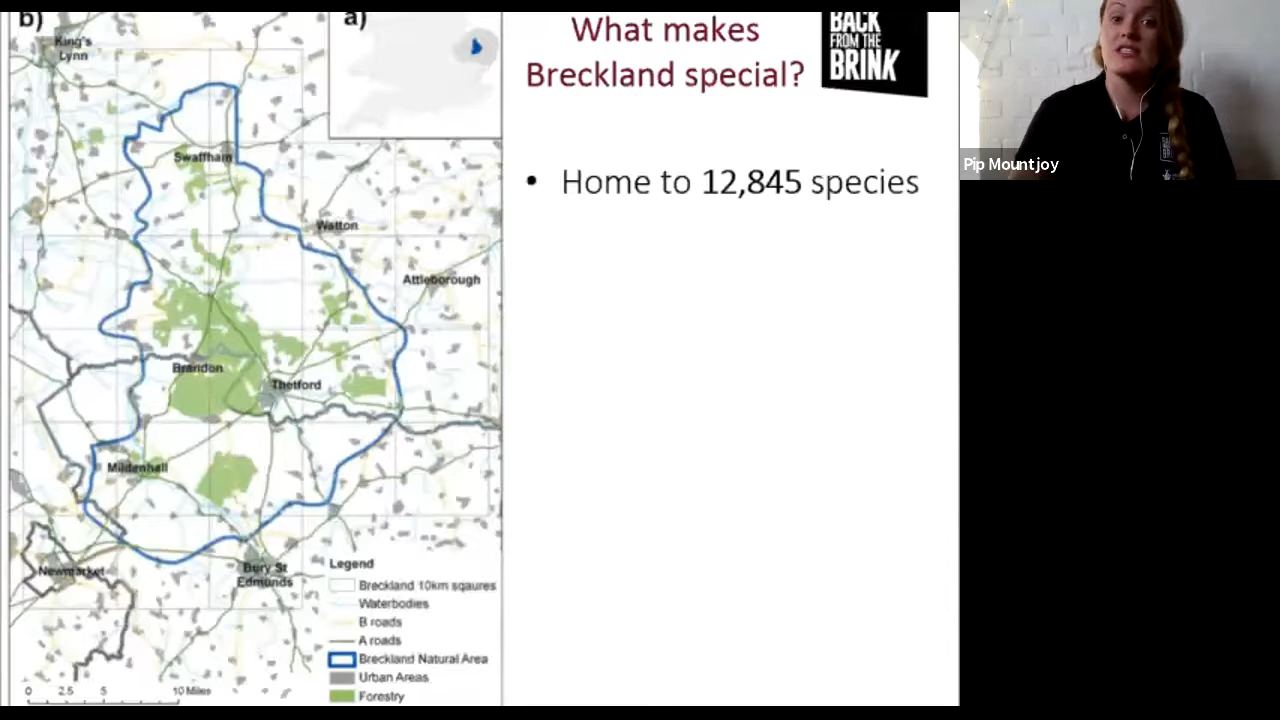 b)
a)
King's
Lynn
Swaffham
Watton
Attleborough
Brandon
Thetford
Mildenhall
Newmarket
Bury St
Edmunds
Legend
Breckland 10km sqaures
Waterbodies
B roads
A roads
Breckland Natural Area
Urban Areas
Forestry
0 2.5 5 10 Miles
What makes
Breckland special?
BACK
FROM THE
BRINK
• Home to 12,845 species
Pip Mountjoy